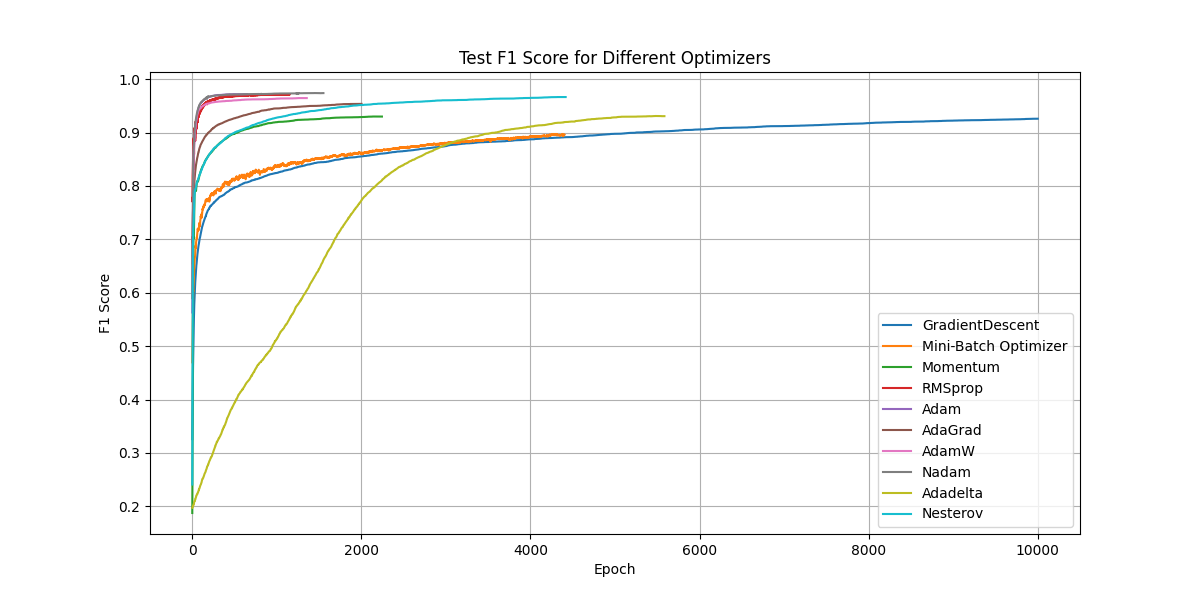 Test F1 Score for Different Optimizers
F1 Score
1.0
0.9
0.8
0.7
0.6
0.5
0.4
0.3
0.2
GradientDescent
Mini-Batch Optimizer
Momentum
RMSprop
Adam
AdaGrad
AdamW
Nadam
Adadelta
Nesterov
0 2000 4000 6000 8000 10000
Epoch